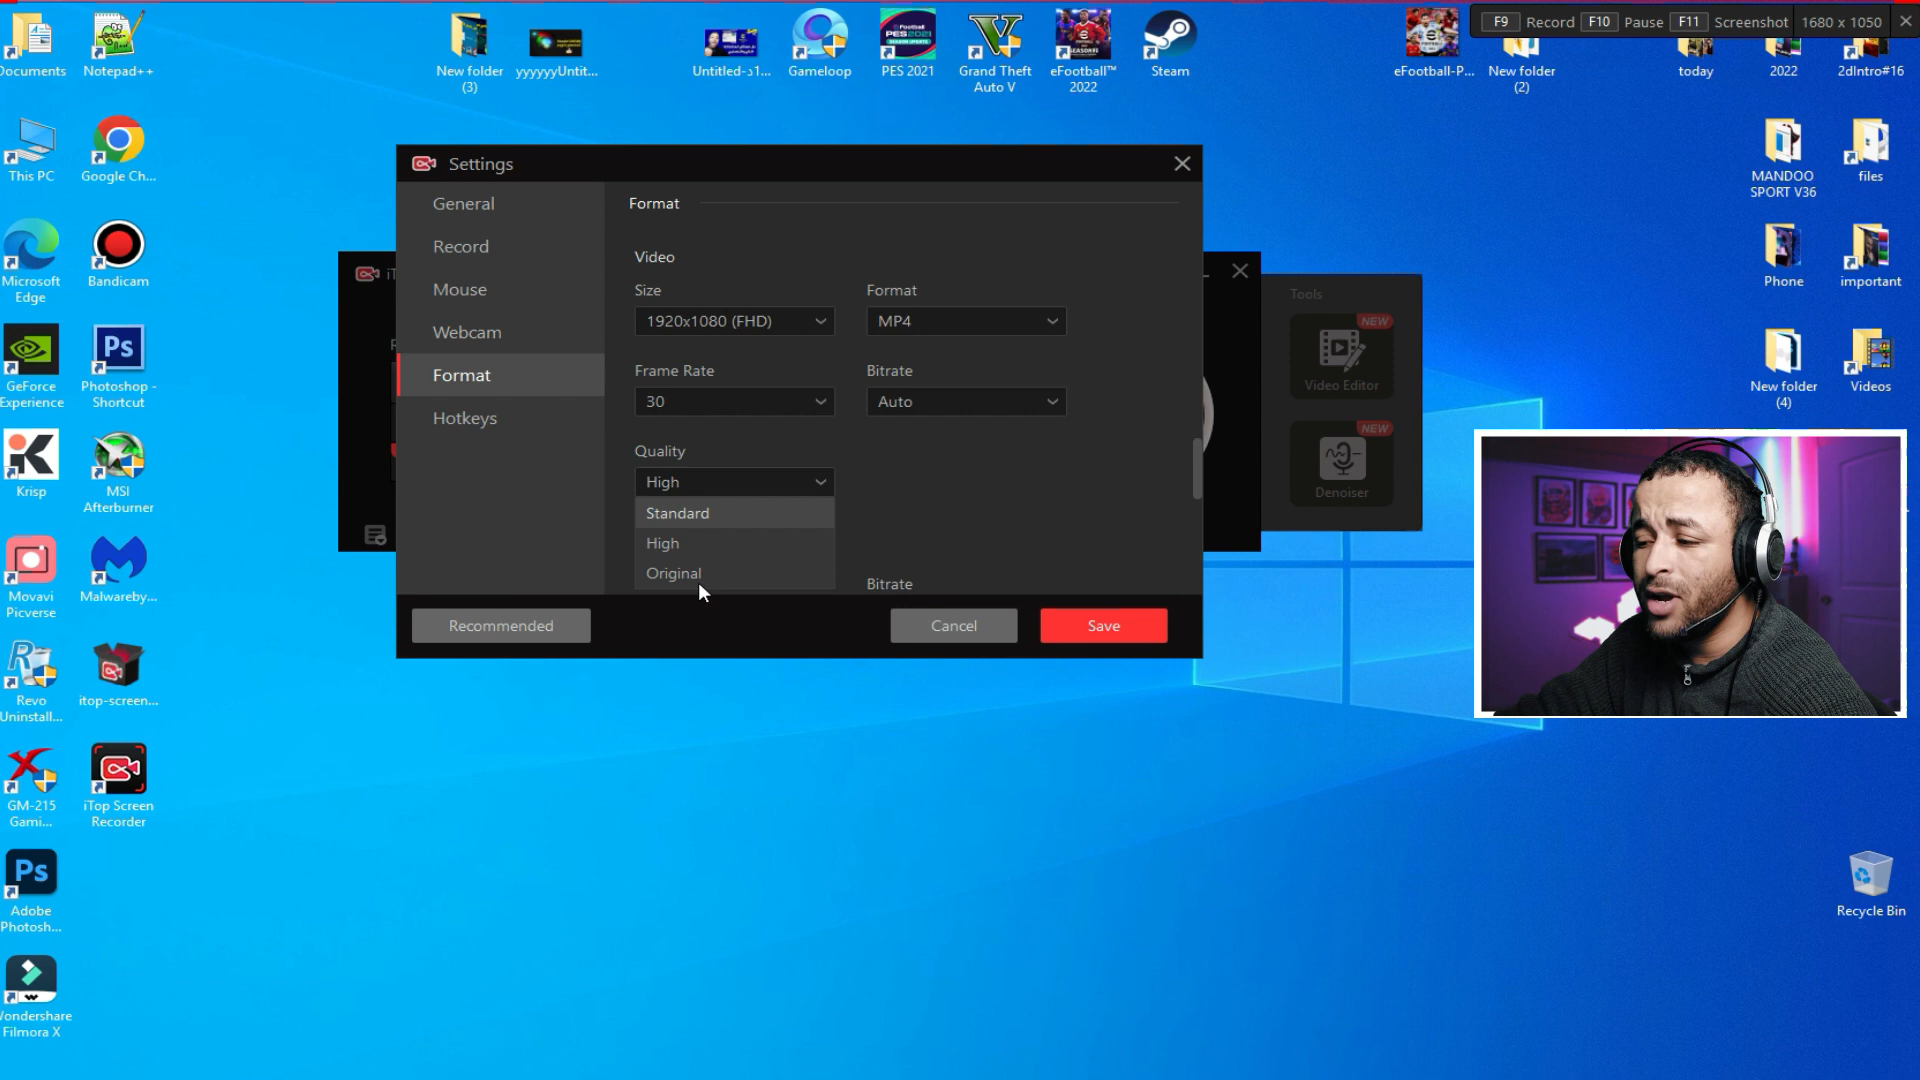 F9 Record F10 Pause F11 Screenshot 1680 x 1050
Documents
Notepad++
New folder
(3)
yyyyyyUntit...
Gameloop
PES 2021
Grand Theft
Auto V
eFootball™
2022
Steam
eFootball-P...
New folder
(2)
today
2022
2dIntro#16
This PC
Google Ch...
MANDOO
SPORT V36
files
Microsoft
Edge
Bandicam
Phone
important
GeForce
Experience
Photoshop -
Shortcut
New folder
(4)
Videos
Krisp
MSI
Afterburner
Movavi
Picverse
Malwareby...
Revo
Uninstall...
itop-screen...
GM-215
Gami...
iTop Screen
Recorder
Adobe
Photosh...
Wondershare
Filmora X
Recycle Bin
Settings
General
Record
Mouse
Webcam
Format
Hotkeys
Format
Video
Size
Format
1920x1080 (FHD)
MP4
Frame Rate
Bitrate
30
Auto
Quality
High
Standard
High
Original
Bitrate
Recommended
Cancel
Save
Tools
NEW
Video Editor
NEW
Denoiser